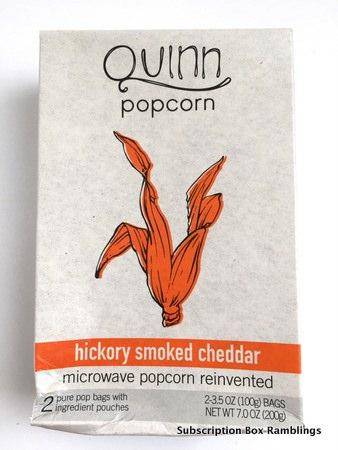 Quinn
popcorn
hickory smoked cheddar
microwave popcorn reinvented
2 pure pop bags with
ingredient pouches
2-3.5 OZ (100g) BAGS
NET WT 7.0 OZ (200g)
Subscription Box Ramblings